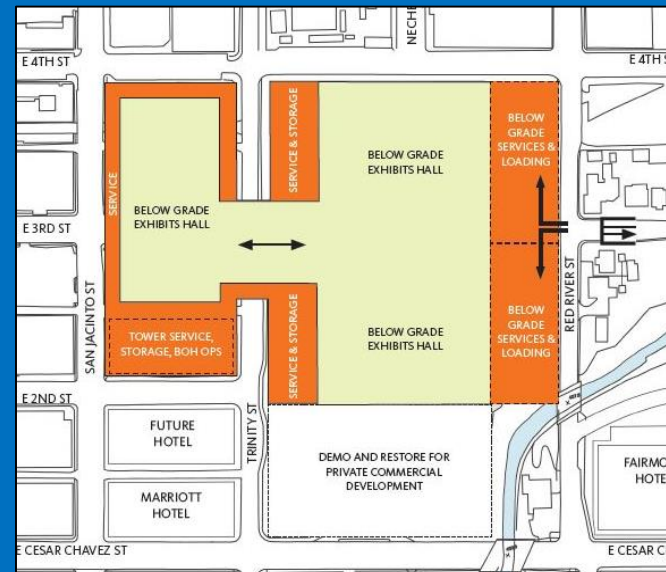 NECHE
E 4TH ST
E 4TH S
SERVICE
BELOW GRADE
EXHIBITS HALL
SERVICE & STORAGE
BELOW GRADE
EXHIBITS HALL
BELOW
GRADE
SERVICES &
LOADING
E 3RD ST
SAN JACINTO ST
RED RIVER ST
TOWER SERVICE,
STORAGE, BOH OPS
SERVICE & STORAGE
BELOW GRADE
EXHIBITS HALL
BELOW
GRADE
SERVICES &
LOADING
E 2ND ST
TRINITY ST
FUTURE
HOTEL
MARRIOTT
HOTEL
DEMO AND RESTORE FOR
PRIVATE COMMERCIAL
DEVELOPMENT
FAIRMO
HOTE
E CESAR CHAVEZ ST
E CESAR C